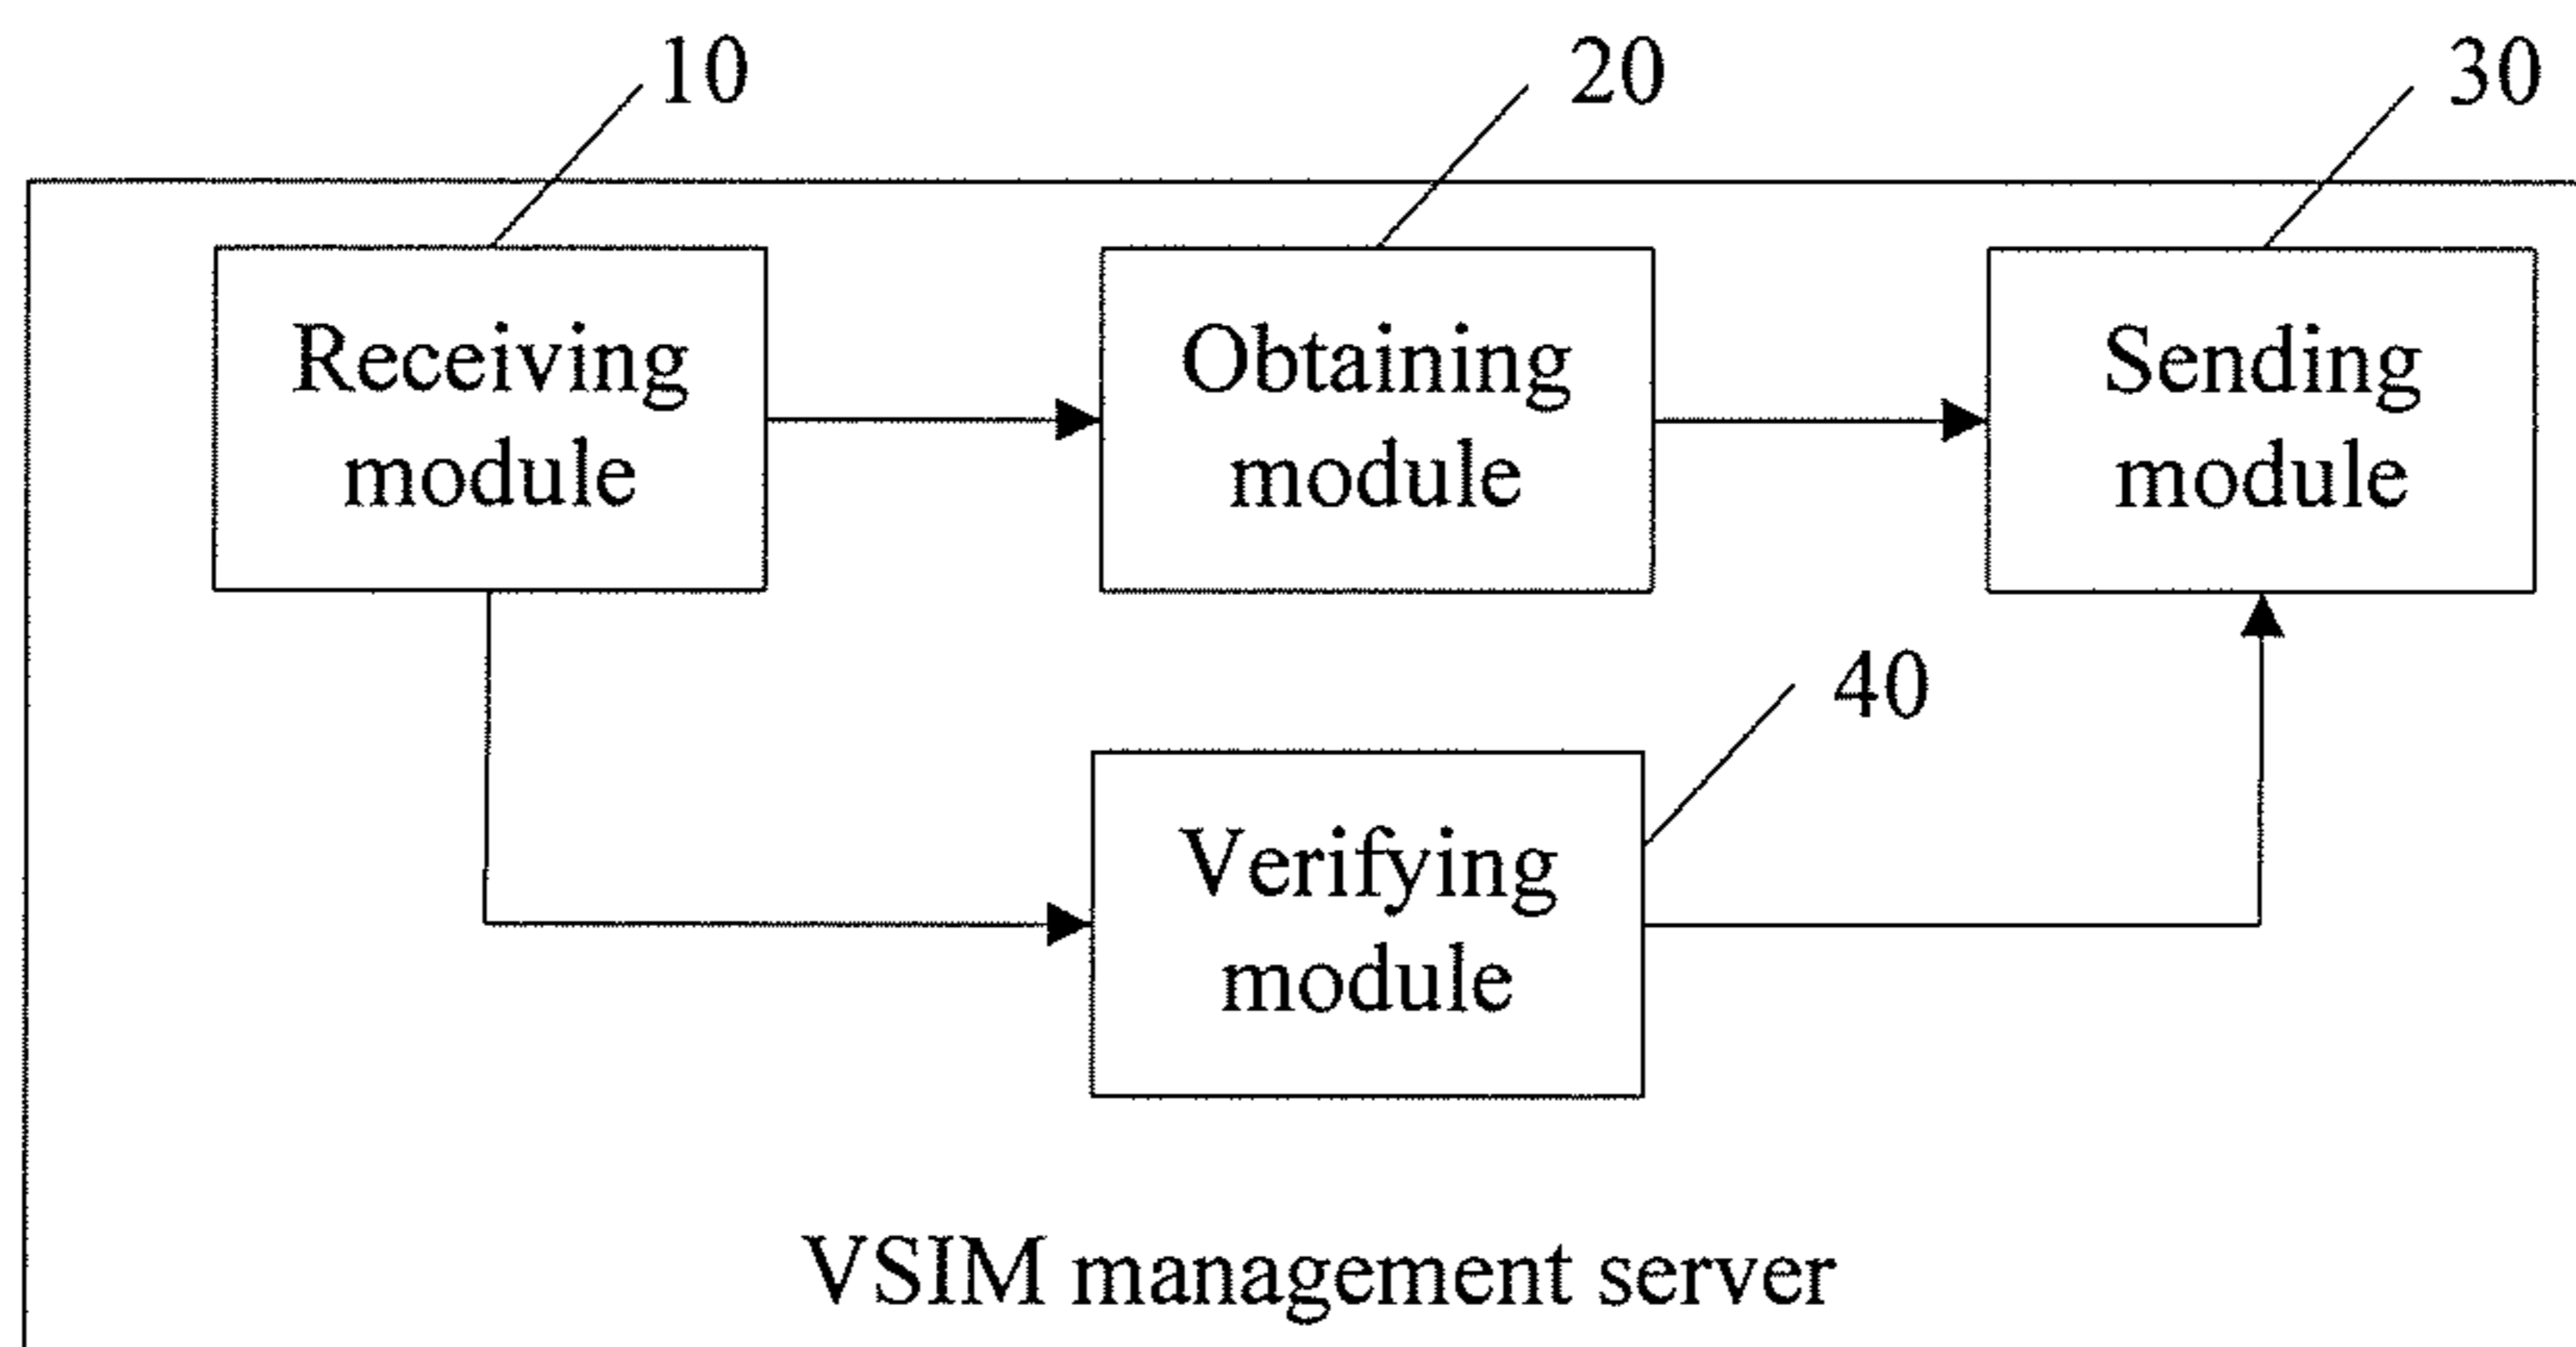 10
20
30
Receiving
module
Obtaining
module
Sending
module
40
Verifying
module
VSIM management server